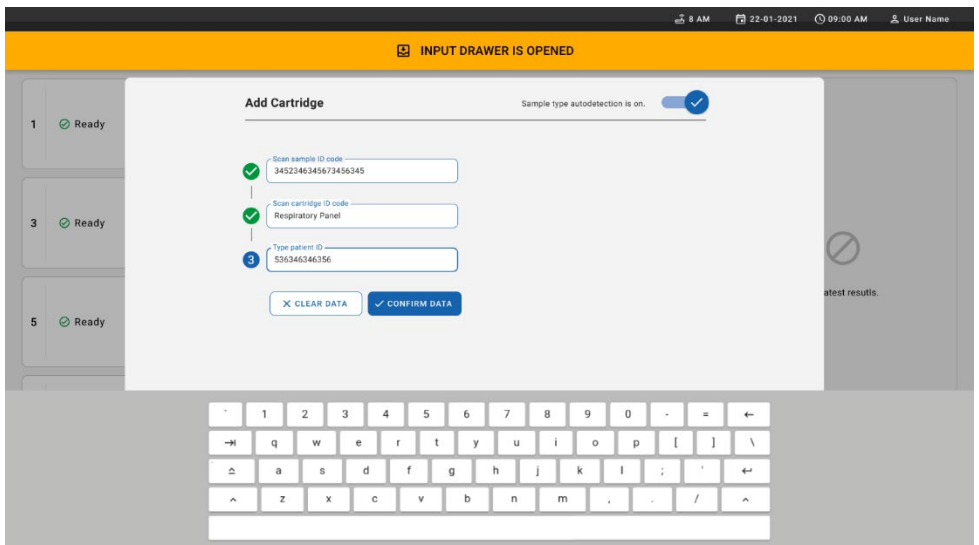 8 AM 22-01-2021 09:00 AM User Name
INPUT DRAWER IS OPENED
Add Cartridge Sample type autodetection is on.
1 Ready
Scan sample ID code
3452346345673456345
Scan cartridge ID code
Respiratory Panel
3 Ready
Type patient ID
3 536346346356
atest resutls.
CLEAR DATA CONFIRM DATA
5 Ready
` 1 2 3 4 5 6 7 8 9 0 - =
q w e r t y u i o p [ ] \
a s d f g h j k l ; '
z x c v b n m , . /